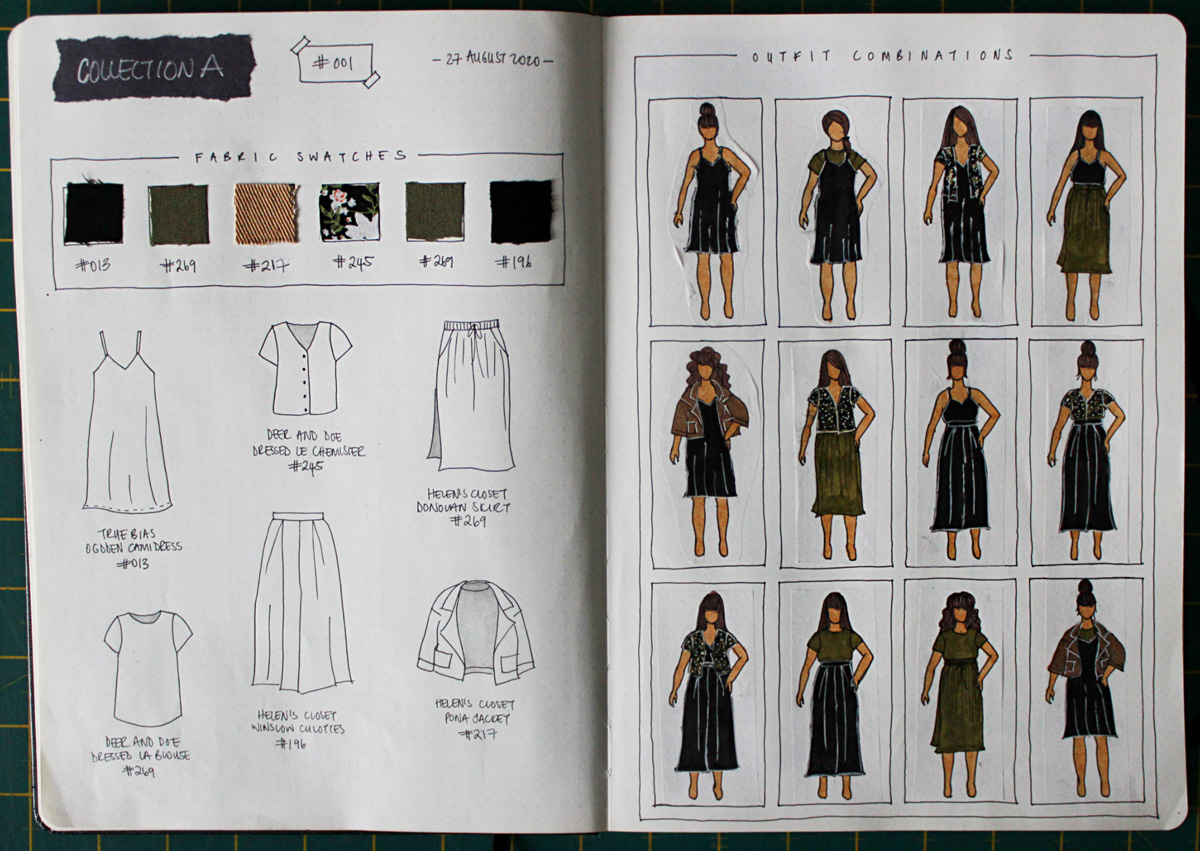 COLLECTION A
#001
- 27 AUGUST 2020 -
FABRIC SWATCHES
#013
#269
#217
#245
#269
#196
TRUE BIAS
OGDEN CAMI DRESS
#013
DEER AND DOE
DRESSED LE CHEMISIER
#245
HELEN'S CLOSET
DONOVAN SKIRT
#269
DEER AND DOE
DRESSED LA BLOUSE
#269
HELEN'S CLOSET
WINSLOW CULOTTES
#196
HELEN'S CLOSET
PONA JACKET
#217
OUTFIT COMBINATIONS